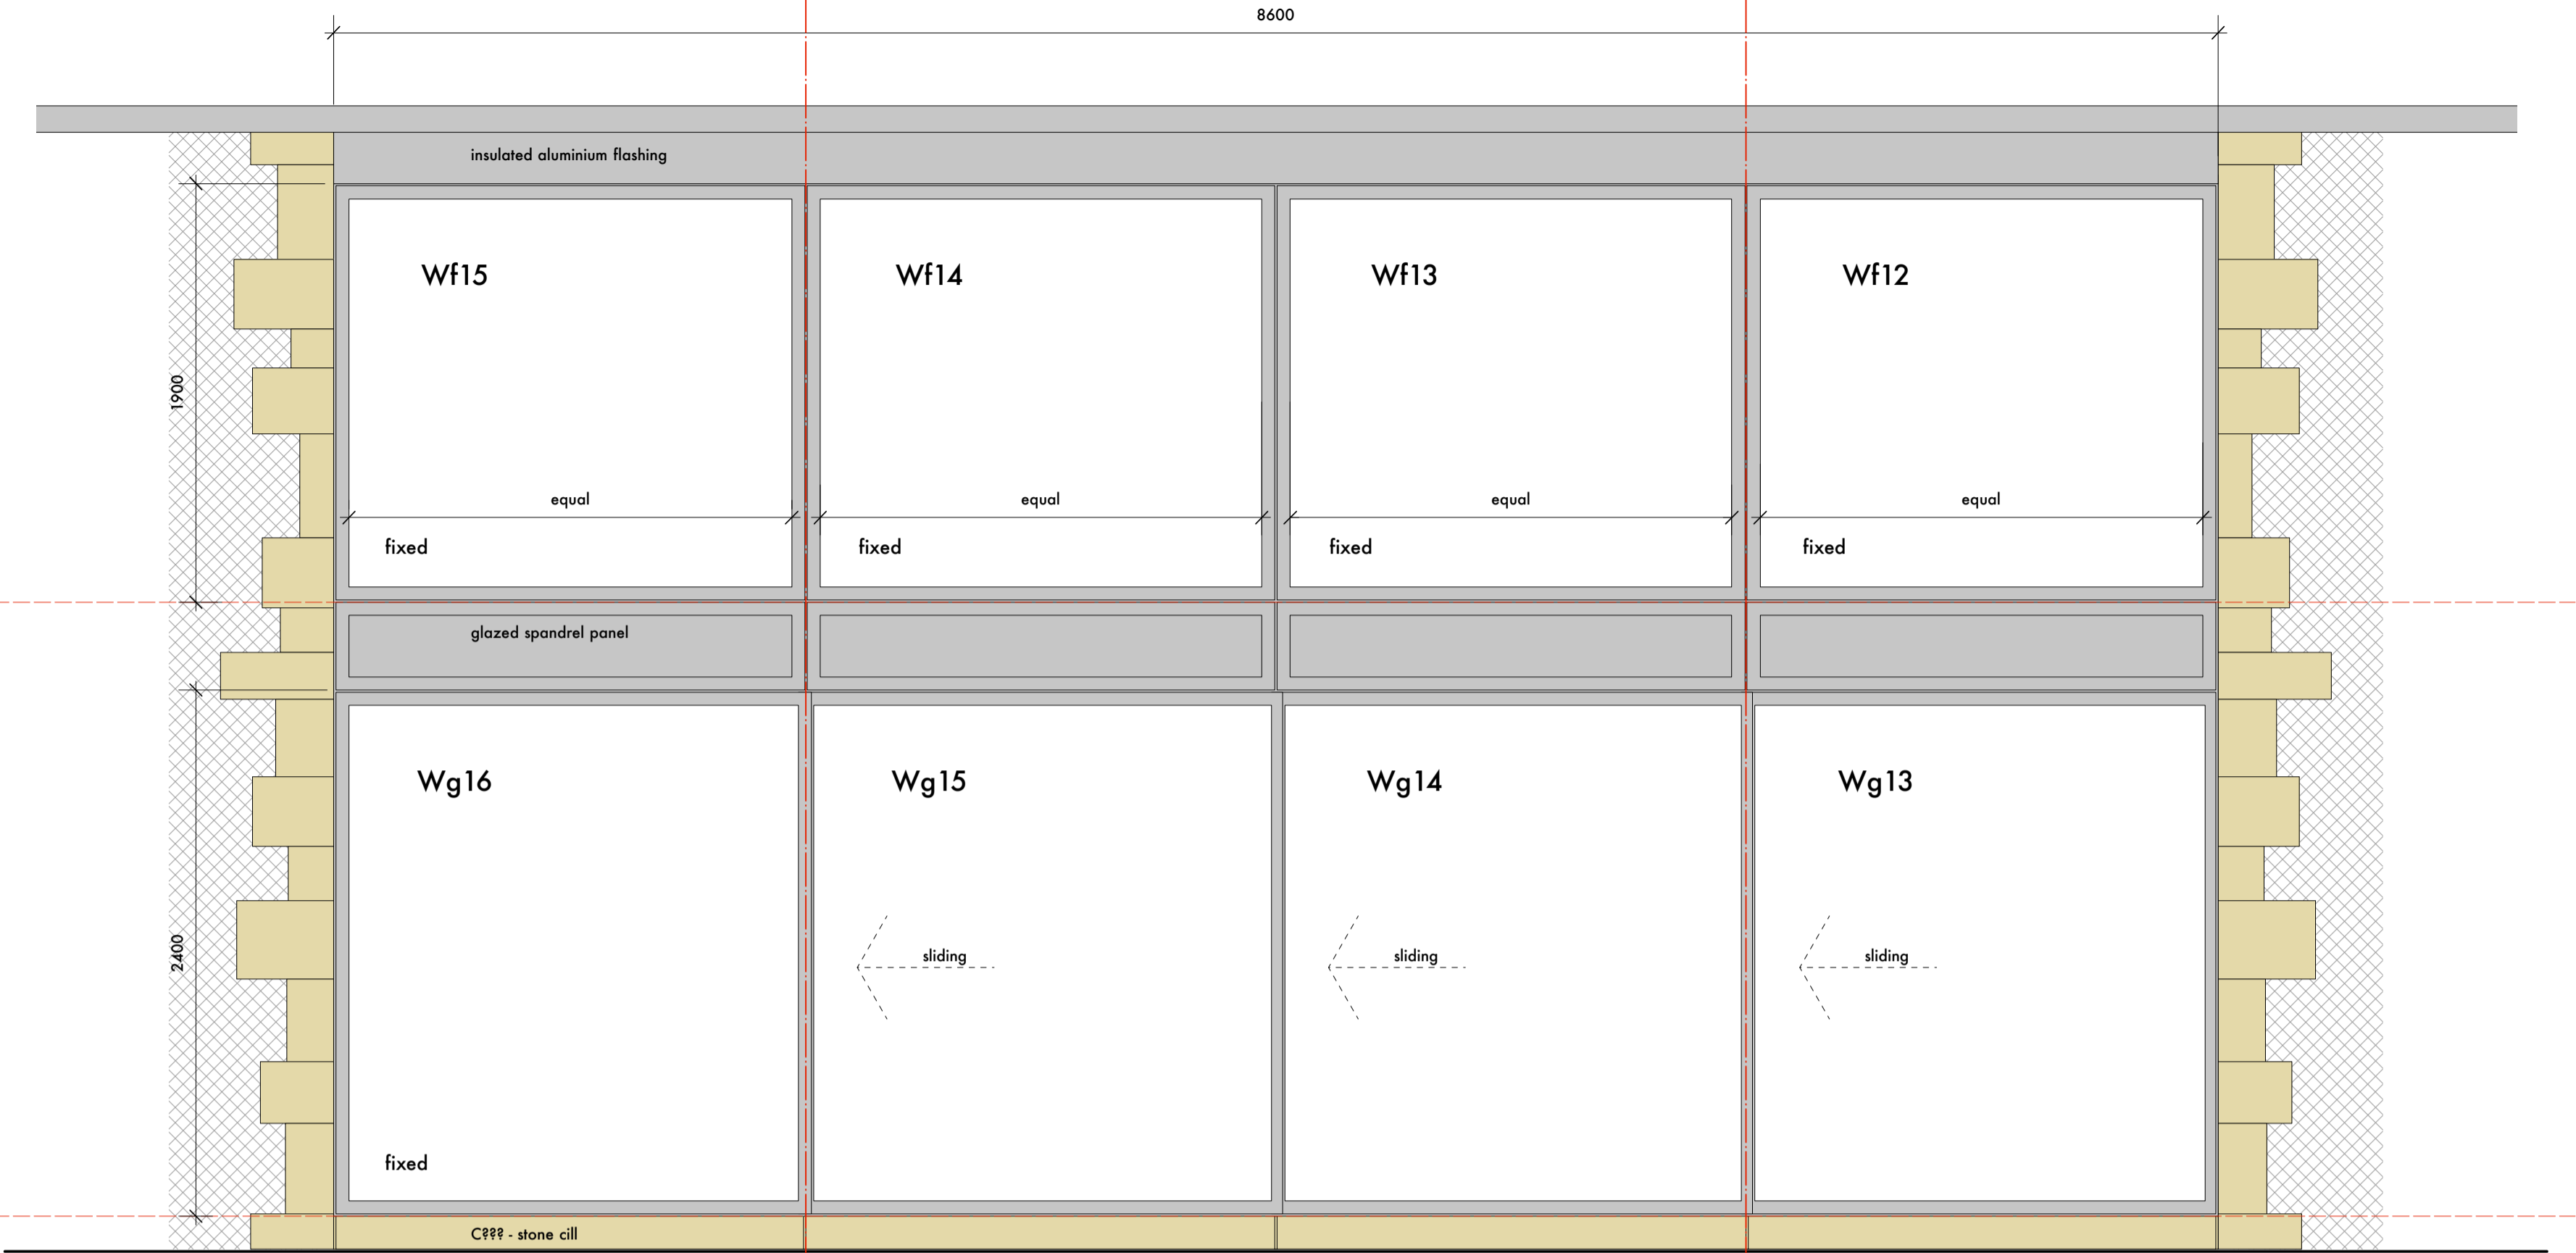 8600
insulated aluminium flashing
Wf15
Wf14
Wf13
Wf12
1900
equal
equal
equal
equal
fixed
fixed
fixed
fixed
glazed spandrel panel
Wg16
Wg15
Wg14
Wg13
2400
sliding
sliding
sliding
fixed
C??? - stone cill